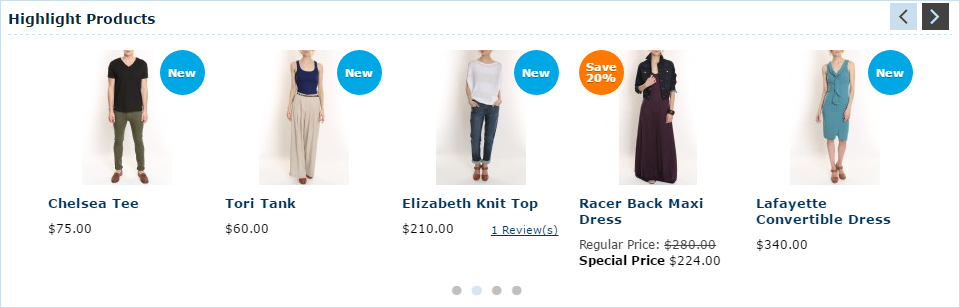 Highlight Products
New
New
New
Save
20%
New
Chelsea Tee
$75.00
Tori Tank
$60.00
Elizabeth Knit Top
$210.00 1 Review(s)
Racer Back Maxi
Dress
Regular Price: $280.00
Special Price $224.00
Lafayette
Convertible Dress
$340.00